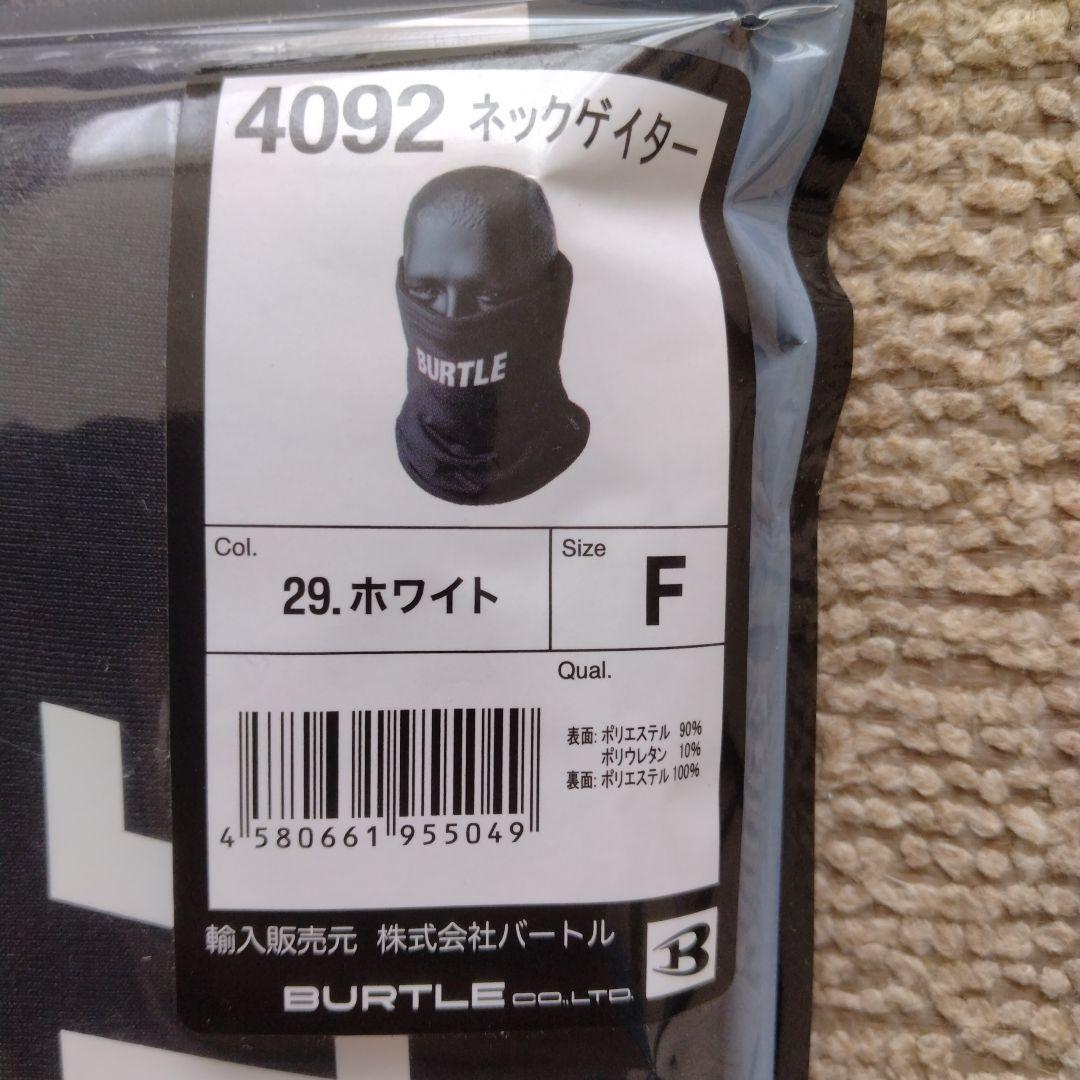 4092 ネックゲイター
BURTLE
Col.
29.ホワイト
Size
F
Qual.
表面: ポリエステル 90%
ポリウレタン 10%
裏面: ポリエステル 100%
4 580661 955049
輸入販売元 株式会社バートル
B
BURTLE CO.,LTD.